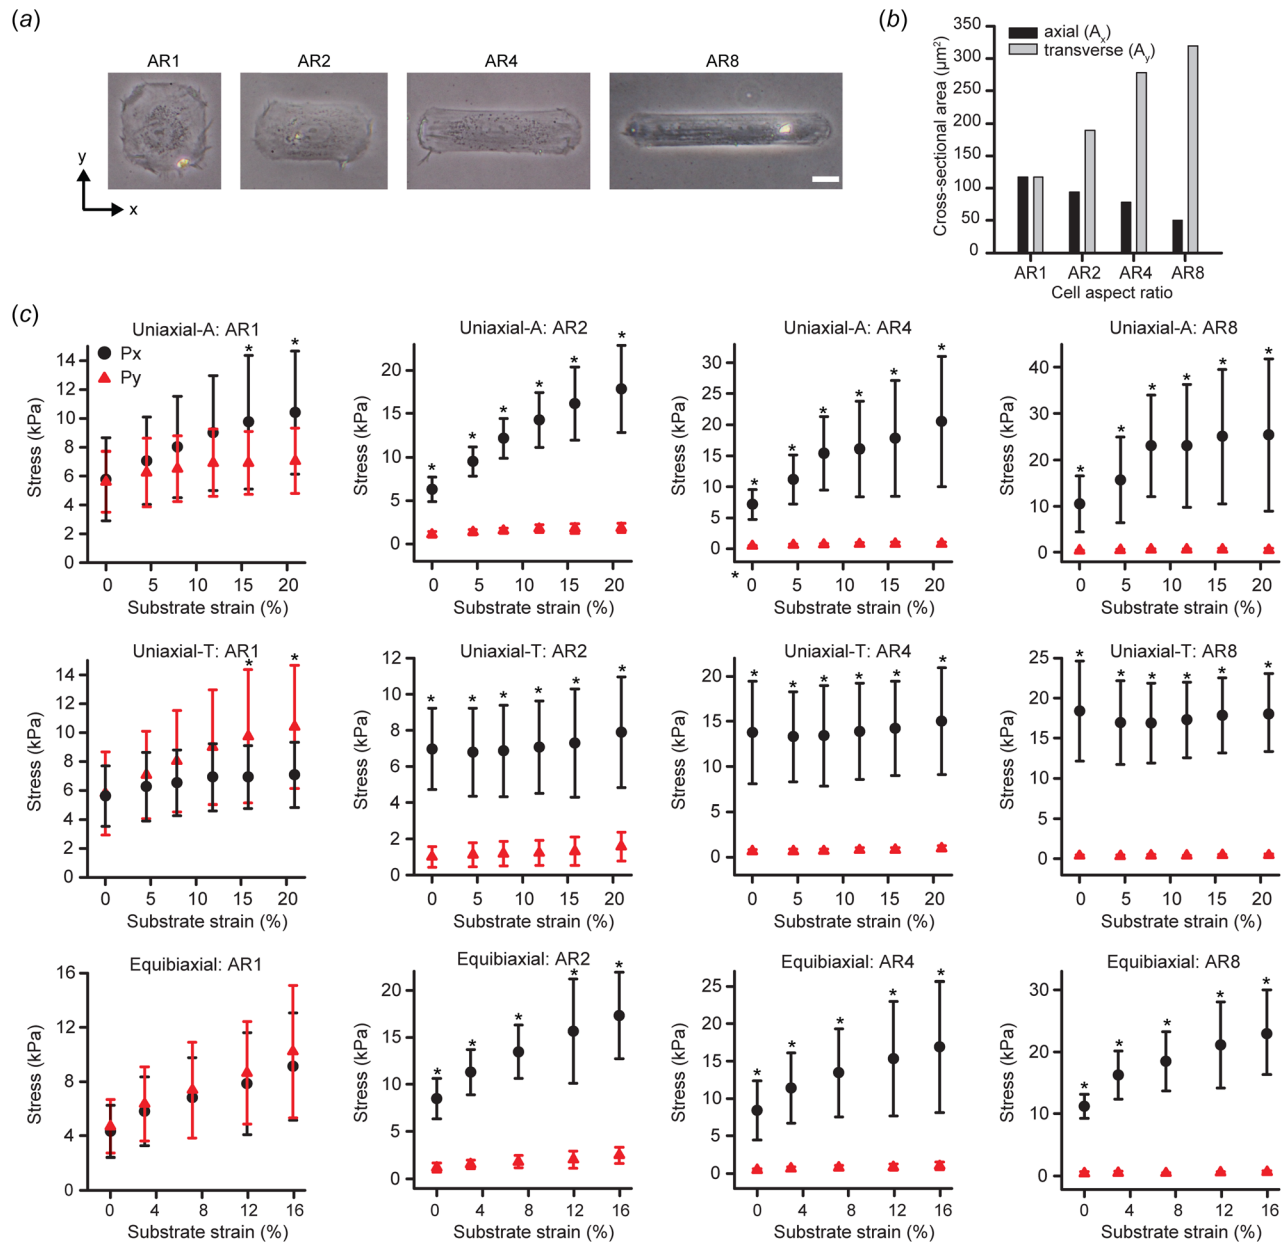 (a)
AR1
AR2
AR4
AR8
y
x
(b)
axial (Ax)
transverse (Ay)
Cross-sectional area (µm²)
350
300
250
200
150
100
50
0
AR1 AR2 AR4 AR8
Cell aspect ratio
(c)
Uniaxial-A: AR1
Px
Py
* *
Stress (kPa)
14
12
10
8
6
4
2
0
0 5 10 15 20
Substrate strain (%)
Uniaxial-A: AR2
* * * * * *
Stress (kPa)
20
15
10
5
0
0 5 10 15 20
Substrate strain (%)
Uniaxial-A: AR4
* * * * * *
Stress (kPa)
30
25
20
15
10
5
0
*
0 5 10 15 20
Substrate strain (%)
Uniaxial-A: AR8
* * * * * *
Stress (kPa)
40
30
20
10
0
0 5 10 15 20
Substrate strain (%)
Uniaxial-T: AR1
* *
Stress (kPa)
14
12
10
8
6
4
2
0
0 5 10 15 20
Substrate strain (%)
Uniaxial-T: AR2
* * * * * *
Stress (kPa)
12
10
8
6
4
2
0
0 5 10 15 20
Substrate strain (%)
Uniaxial-T: AR4
* * * * * *
Stress (kPa)
20
15
10
5
0
0 5 10 15 20
Substrate strain (%)
Uniaxial-T: AR8
* * * * * *
Stress (kPa)
25
20
15
10
5
0
0 5 10 15 20
Substrate strain (%)
Equibiaxial: AR1
Stress (kPa)
16
12
8
4
0
0 4 8 12 16
Substrate strain (%)
Equibiaxial: AR2
* * * * *
Stress (kPa)
20
15
10
5
0
0 4 8 12 16
Substrate strain (%)
Equibiaxial: AR4
* * * * *
Stress (kPa)
25
20
15
10
5
0
0 4 8 12 16
Substrate strain (%)
Equibiaxial: AR8
* * * * *
Stress (kPa)
30
20
10
0
0 4 8 12 16
Substrate strain (%)